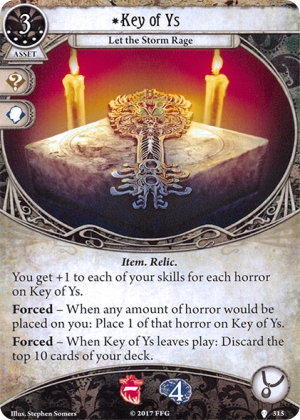 3
*Key of Ys
ASSET
Let the Storm Rage
?
Item. Relic.
You get +1 to each of your skills for each horror
on Key of Ys.
Forced – When any amount of horror would be
placed on you: Place 1 of that horror on Key of Ys.
Forced – When Key of Ys leaves play: Discard the
top 10 cards of your deck.
4
Illus. Stephen Somers
© 2017 FFG
315